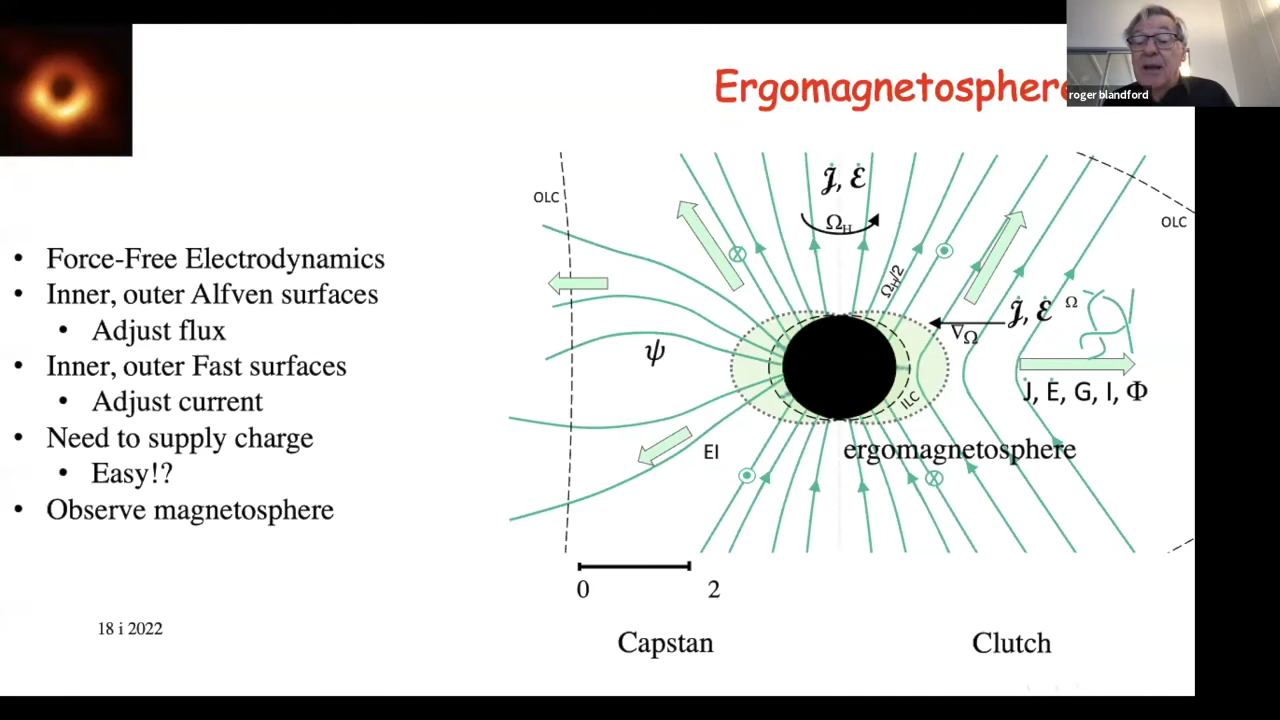 Ergomagnetosphere
roger blandford
• Force-Free Electrodynamics
• Inner, outer Alfven surfaces
• Adjust flux
• Inner, outer Fast surfaces
• Adjust current
• Need to supply charge
• Easy!?
• Observe magnetosphere
18 i 2022
OLC
J̇, Ė
Ω_H
OLC
Ω_H/2
J̇, Ė Ω
∇Ω
ψ
J̇, Ė, G, I, Φ
ILC
EI
ergomagnetosphere
0 2
Capstan
Clutch